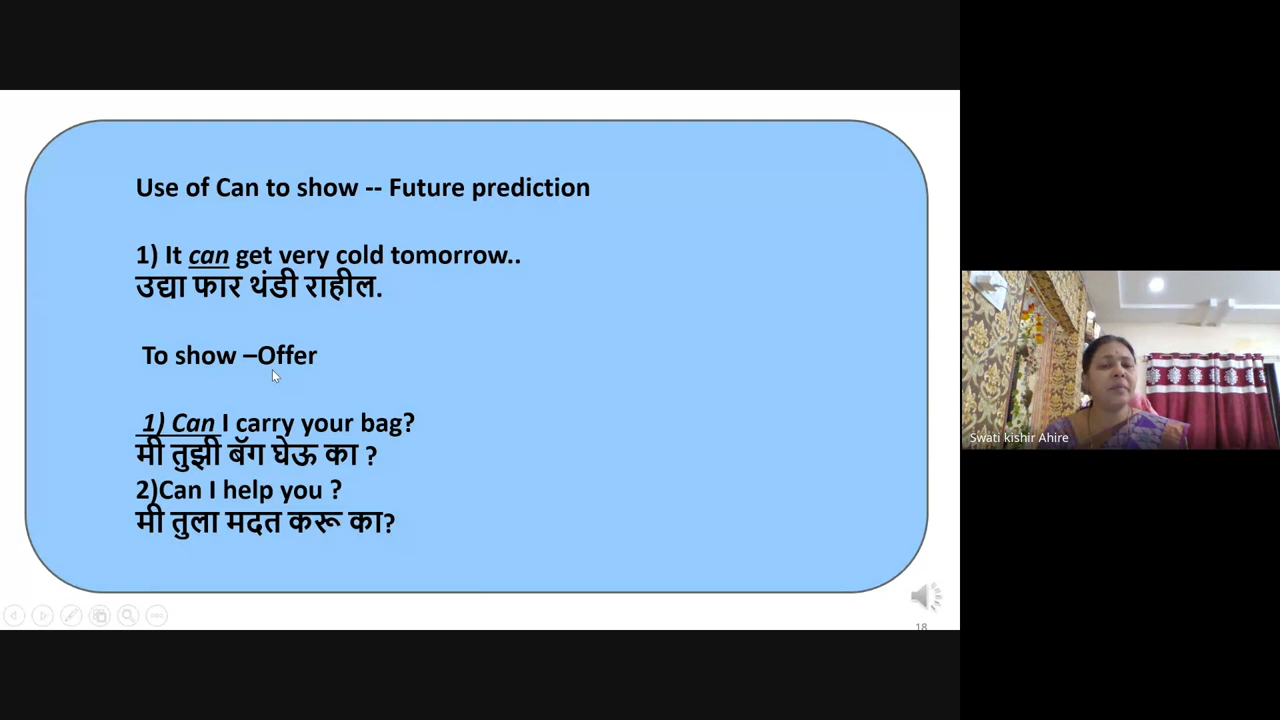 Use of Can to show -- Future prediction
1) It can get very cold tomorrow..
उद्या फार थंडी राहील.
To show –Offer
1) Can I carry your bag?
मी तुझी बॅग घेऊ का ?
2)Can I help you ?
मी तुला मदत करू का?
18
Swati kishir Ahire